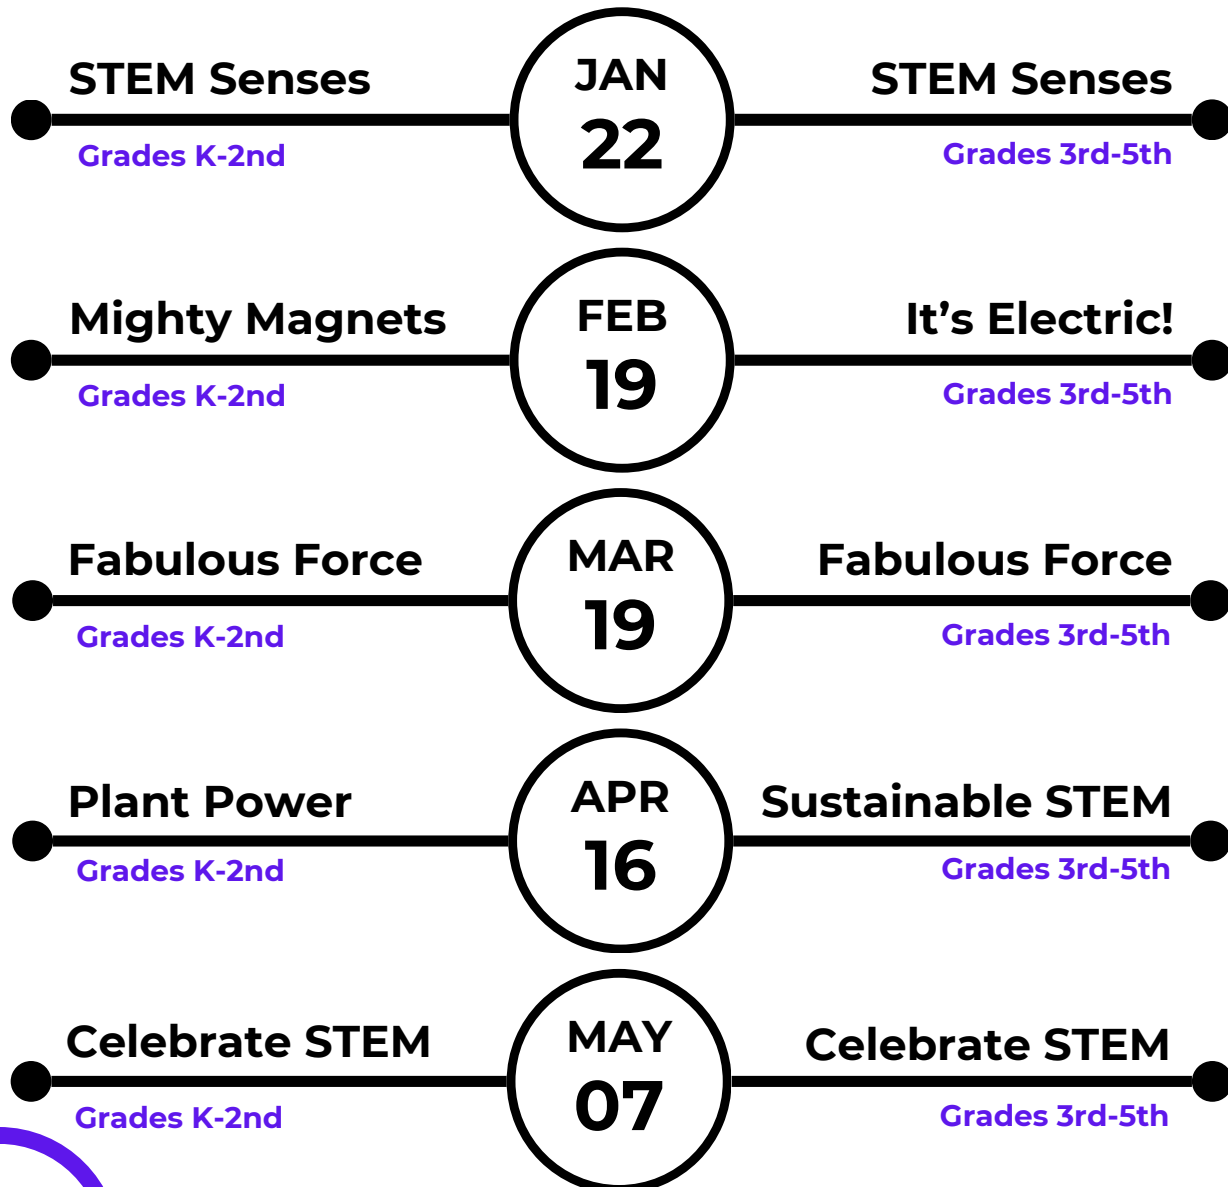 STEM Senses
Grades K-2nd
JAN
22
STEM Senses
Grades 3rd-5th
Mighty Magnets
Grades K-2nd
FEB
19
It’s Electric!
Grades 3rd-5th
Fabulous Force
Grades K-2nd
MAR
19
Fabulous Force
Grades 3rd-5th
Plant Power
Grades K-2nd
APR
16
Sustainable STEM
Grades 3rd-5th
Celebrate STEM
Grades K-2nd
MAY
07
Celebrate STEM
Grades 3rd-5th